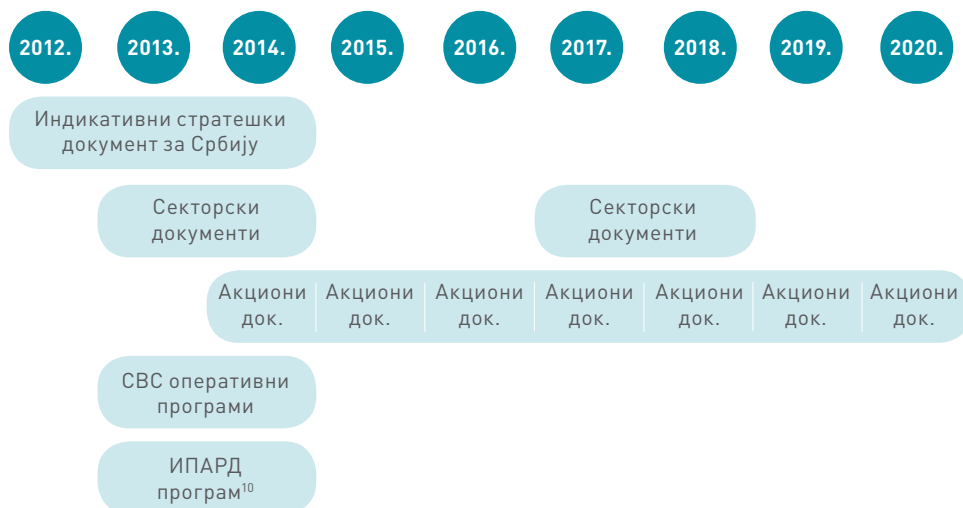 2012. 2013. 2014. 2015. 2016. 2017. 2018. 2019. 2020.
Индикативни стратешки
документ за Србију
Секторски
документи
Секторски
документи
Акциони
док.
Акциони
док.
Акциони
док.
Акциони
док.
Акциони
док.
Акциони
док.
Акциони
док.
СВС оперативни
програми
ИПАРД
програм¹⁰